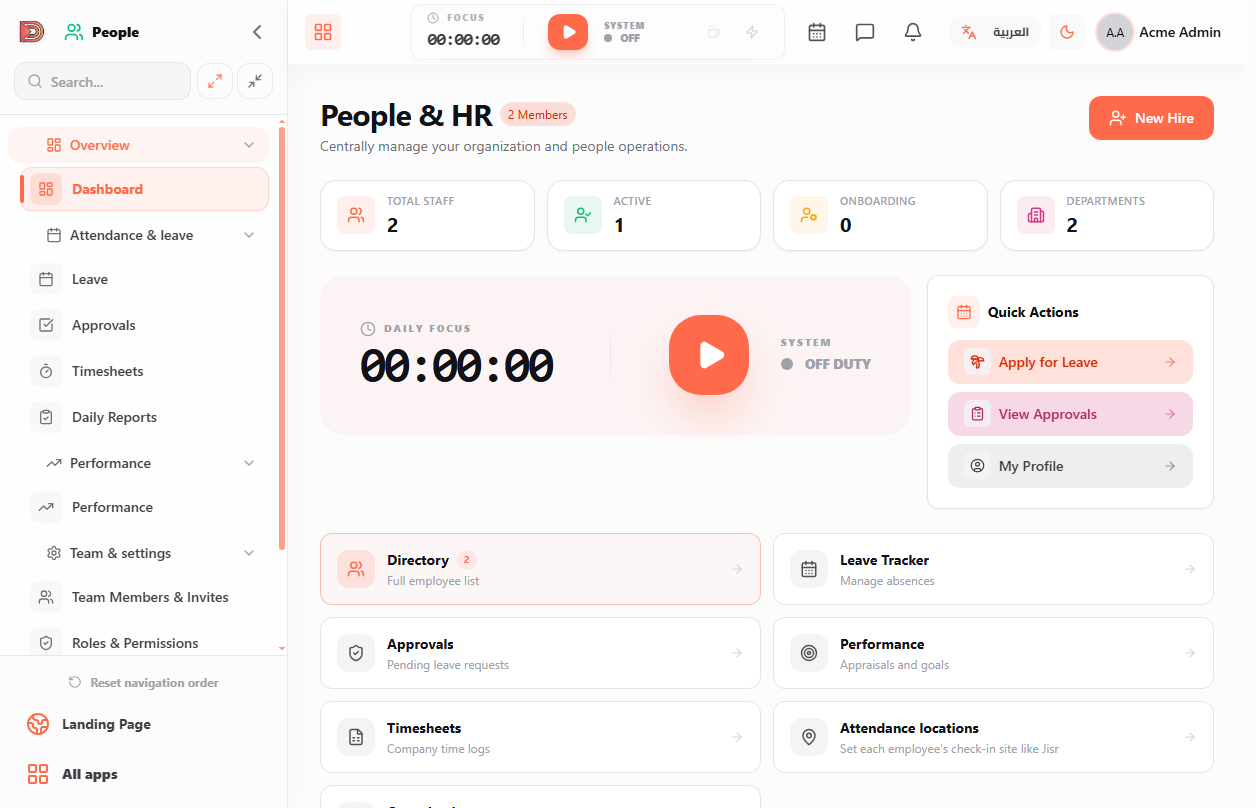 People
Search...
Overview
Dashboard
Attendance & leave
Leave
Approvals
Timesheets
Daily Reports
Performance
Performance
Team & settings
Team Members & Invites
Roles & Permissions
Reset navigation order
Landing Page
All apps
FOCUS
00:00:00
SYSTEM
OFF
العربية
A.A
Acme Admin
People & HR
2 Members
Centrally manage your organization and people operations.
New Hire
TOTAL STAFF
2
ACTIVE
1
ONBOARDING
0
DEPARTMENTS
2
DAILY FOCUS
00:00:00
SYSTEM
OFF DUTY
Quick Actions
Apply for Leave
View Approvals
My Profile
Directory 2
Full employee list
Leave Tracker
Manage absences
Approvals
Pending leave requests
Performance
Appraisals and goals
Timesheets
Company time logs
Attendance locations
Set each employee's check-in site like Jisr